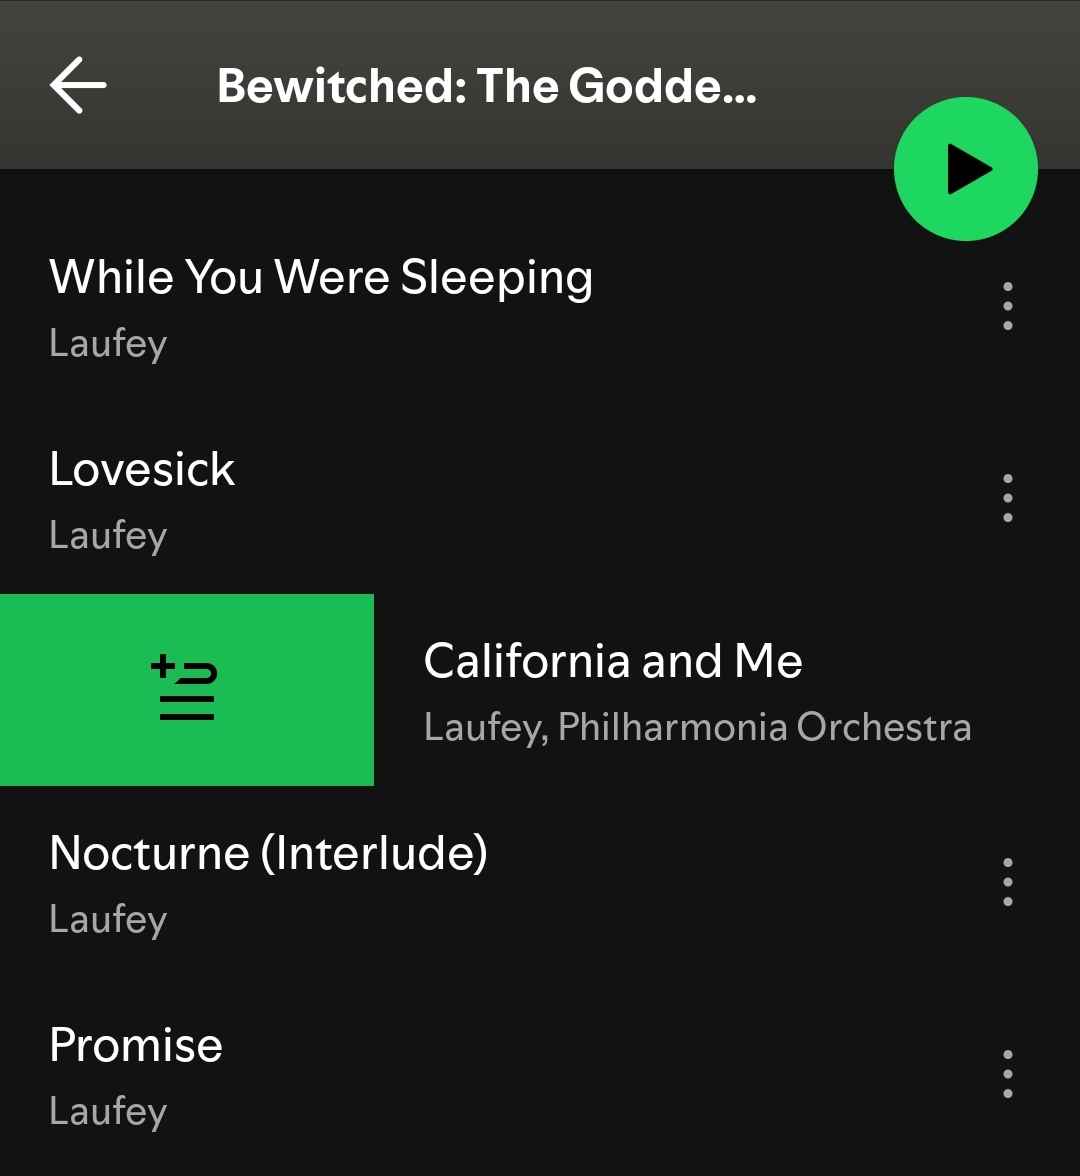 Bewitched: The Godde...
While You Were Sleeping
Laufey
Lovesick
Laufey
California and Me
Laufey, Philharmonia Orchestra
Nocturne (Interlude)
Laufey
Promise
Laufey